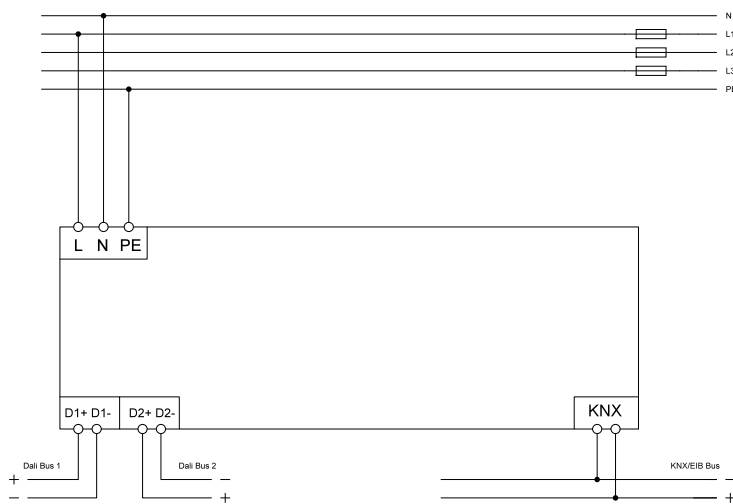 N
L1
L2
L3
PE
L N PE
D1+ D1- D2+ D2- KNX
Dali Bus 1 Dali Bus 2 KNX/EIB Bus
+ − −
− + +